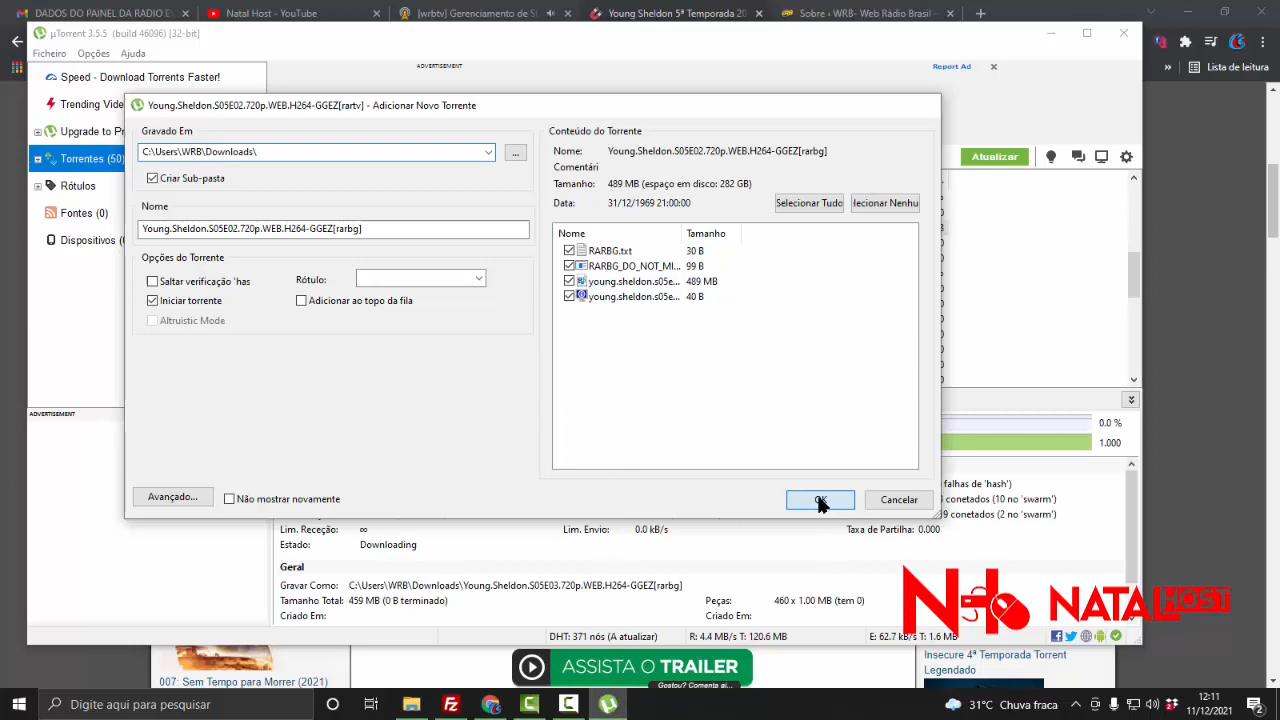 DADOS DO PAINEL DA RADIO E
Natal Host - YouTube
[wrbtv] Gerenciamento de St
Young Sheldon 5ª Temporada 20
Sobre › WRB- Web Rádio Brasil -
µTorrent 3.5.5 (build 46096) [32-bit]
Ficheiro
Opções
Ajuda
Lista de leitura
ADVERTISEMENT
Report Ad
Speed - Download Torrents Faster!
Trending Vide
Upgrade to Pr
Torrentes (50)
Rótulos
Fontes (0)
Dispositivos (
ADVERTISEMENT
Atualizar
Young.Sheldon.S05E02.720p.WEB.H264-GGEZ[rartv] - Adicionar Novo Torrente
Gravado Em
C:\Users\WRB\Downloads\
...
Criar Sub-pasta
Nome
Young.Sheldon.S05E02.720p.WEB.H264-GGEZ[rarbg]
Opções do Torrente
Saltar verificação 'has
Rótulo:
Iniciar torrente
Adicionar ao topo da fila
Altruistic Mode
Avançado...
Não mostrar novamente
Conteúdo do Torrente
Nome: Young.Sheldon.S05E02.720p.WEB.H264-GGEZ[rarbg]
Comentári
Tamanho: 489 MB (espaço em disco: 282 GB)
Data: 31/12/1969 21:00:00
Selecionar Tudo
lecionar Nenhu
Nome Tamanho
RARBG.txt 30 B
RARBG_DO_NOT_MI... 99 B
young.sheldon.s05e... 489 MB
young.sheldon.s05e... 40 B
OK
Cancelar
0.0 %
1.000
falhas de 'hash')
conetados (10 no 'swarm')
9 conetados (2 no 'swarm')
Lim. Receção: ∞
Lim. Envio: 0.0 kB/s
Taxa de Partilha: 0.000
Estado: Downloading
Geral
Gravar Como: C:\Users\WRB\Downloads\Young.Sheldon.S05E03.720p.WEB.H264-GGEZ[rarbg]
Tamanho Total: 459 MB (0 B terminado)
Peças: 460 x 1.00 MB (tem 0)
Criado Em:
Criado Em:
DHT: 371 nós (A atualizar)
R: 4.4 MB/s T: 120.6 MB
E: 62.7 kB/s T: 1.6 MB
NH
NATALHOST
007: Sem Tempo para Morrer (2021)
ASSISTA O TRAILER
Gostou? Comente aí...
Insecure 4ª Temporada Torrent
Legendado
Digite aqui para pesquisar
31°C Chuva fraca
12:11
11/12/2021
2